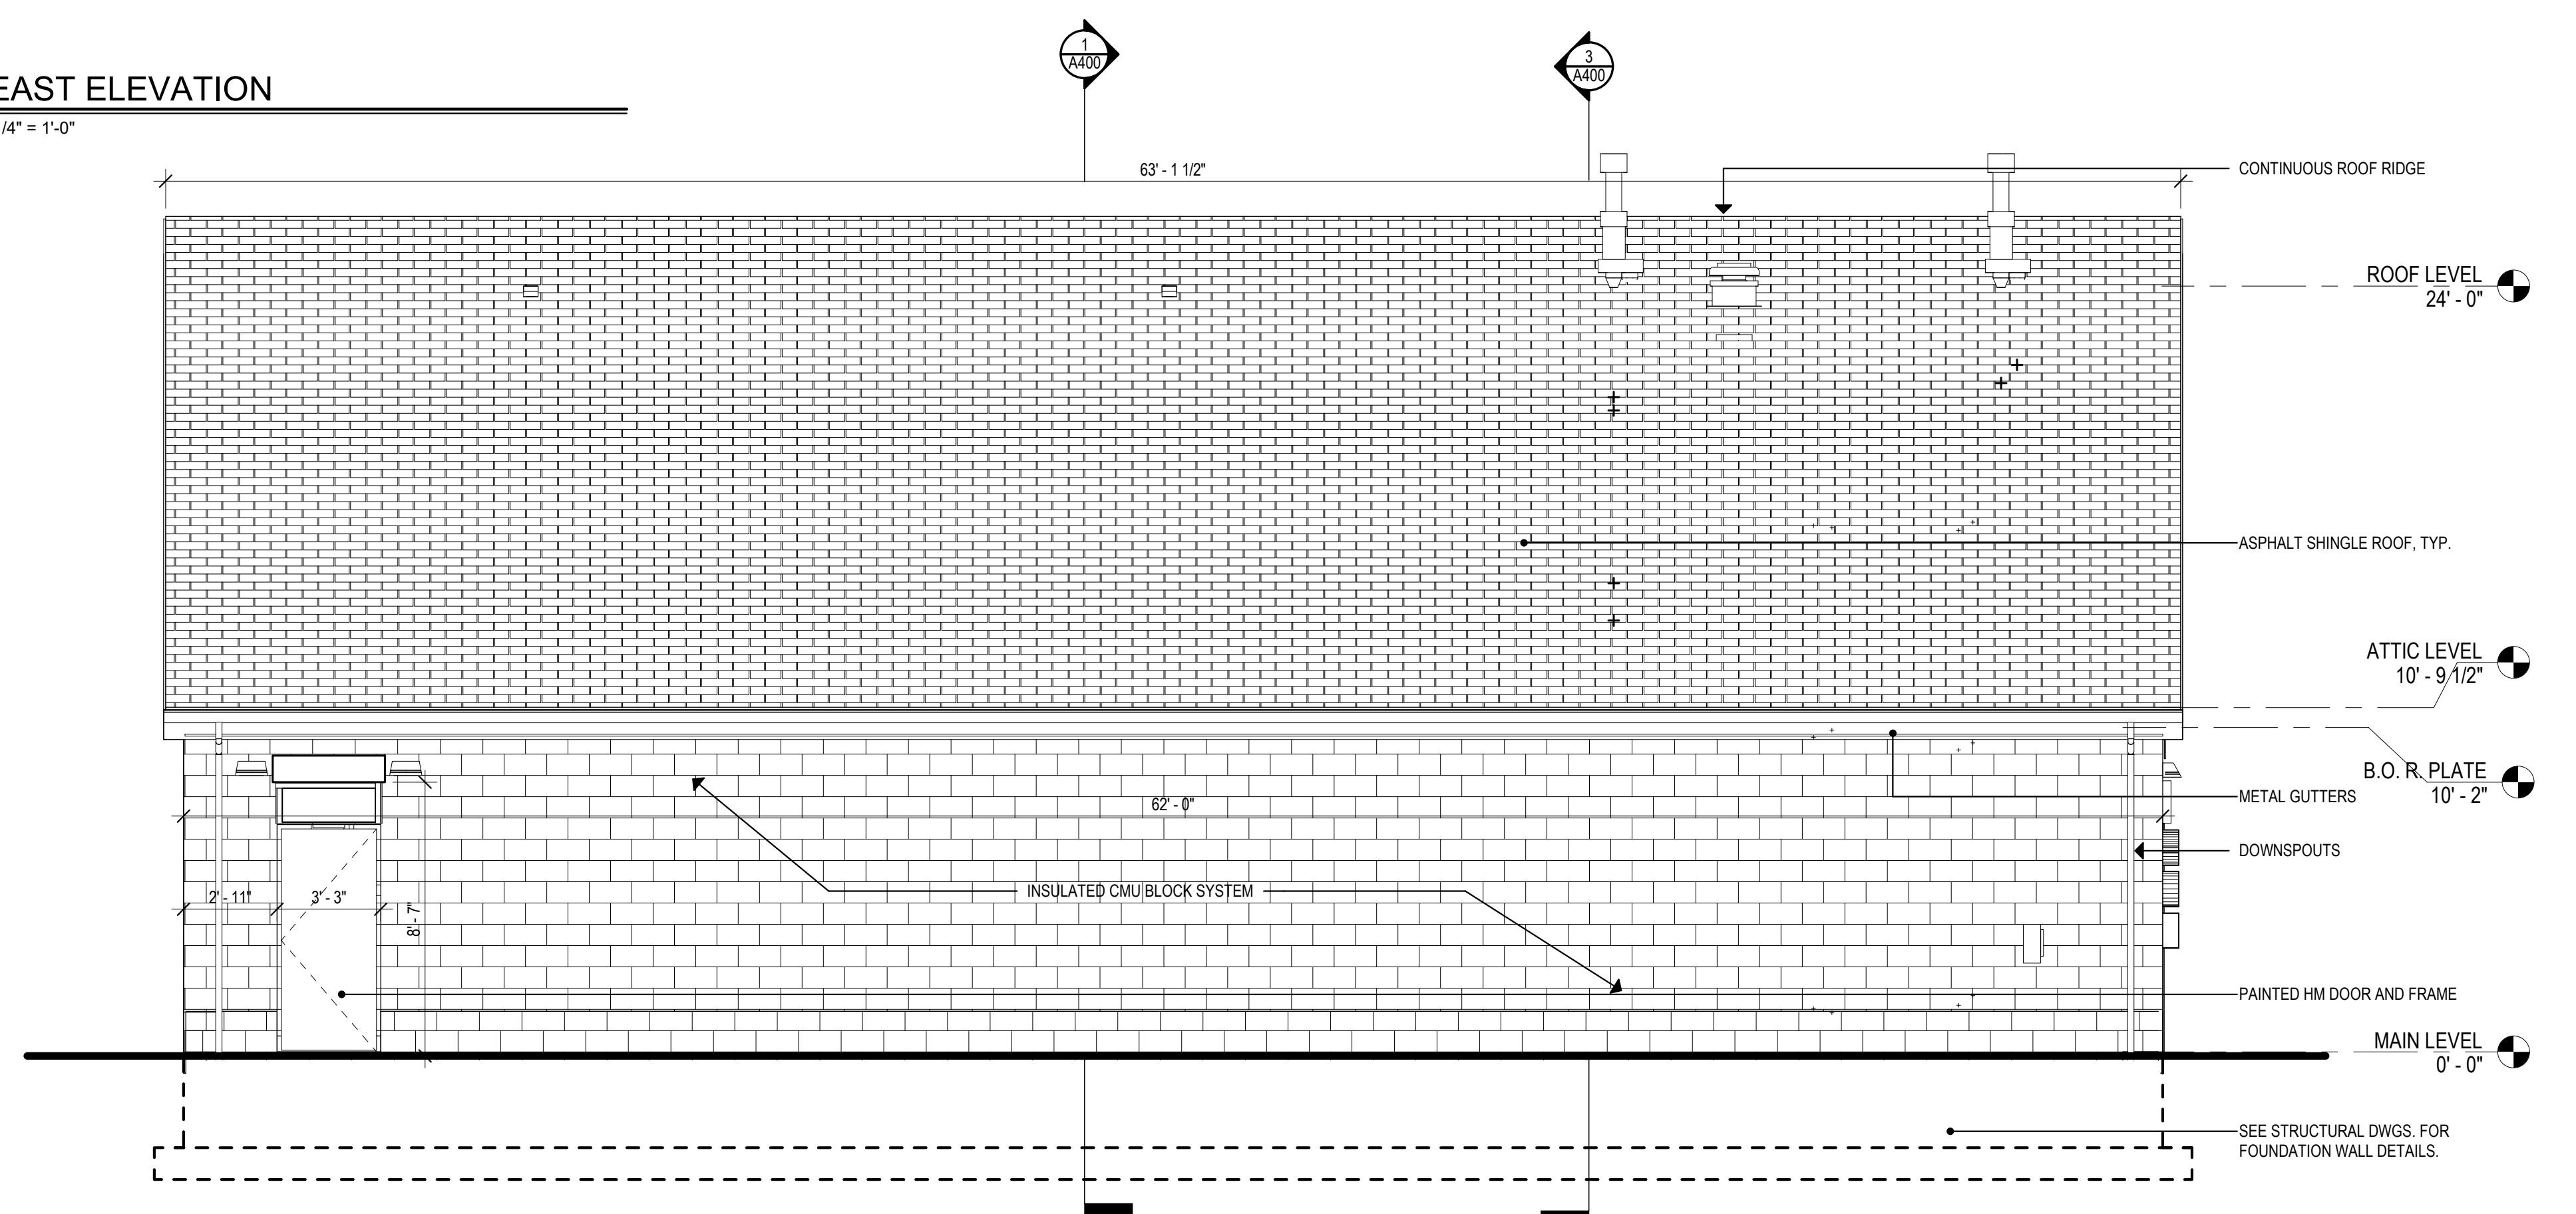 1
A400
3
A400
EAST ELEVATION
/4" = 1'-0"
63' - 1 1/2"
CONTINUOUS ROOF RIDGE
ROOF LEVEL
24' - 0"
ASPHALT SHINGLE ROOF, TYP.
ATTIC LEVEL
10' - 9 1/2"
B.O. R. PLATE
10' - 2"
METAL GUTTERS
62' - 0"
DOWNSPOUTS
2' - 11"
3' - 3"
8' - 7"
INSULATED CMU BLOCK SYSTEM
PAINTED HM DOOR AND FRAME
MAIN LEVEL
0' - 0"
SEE STRUCTURAL DWGS. FOR
FOUNDATION WALL DETAILS.